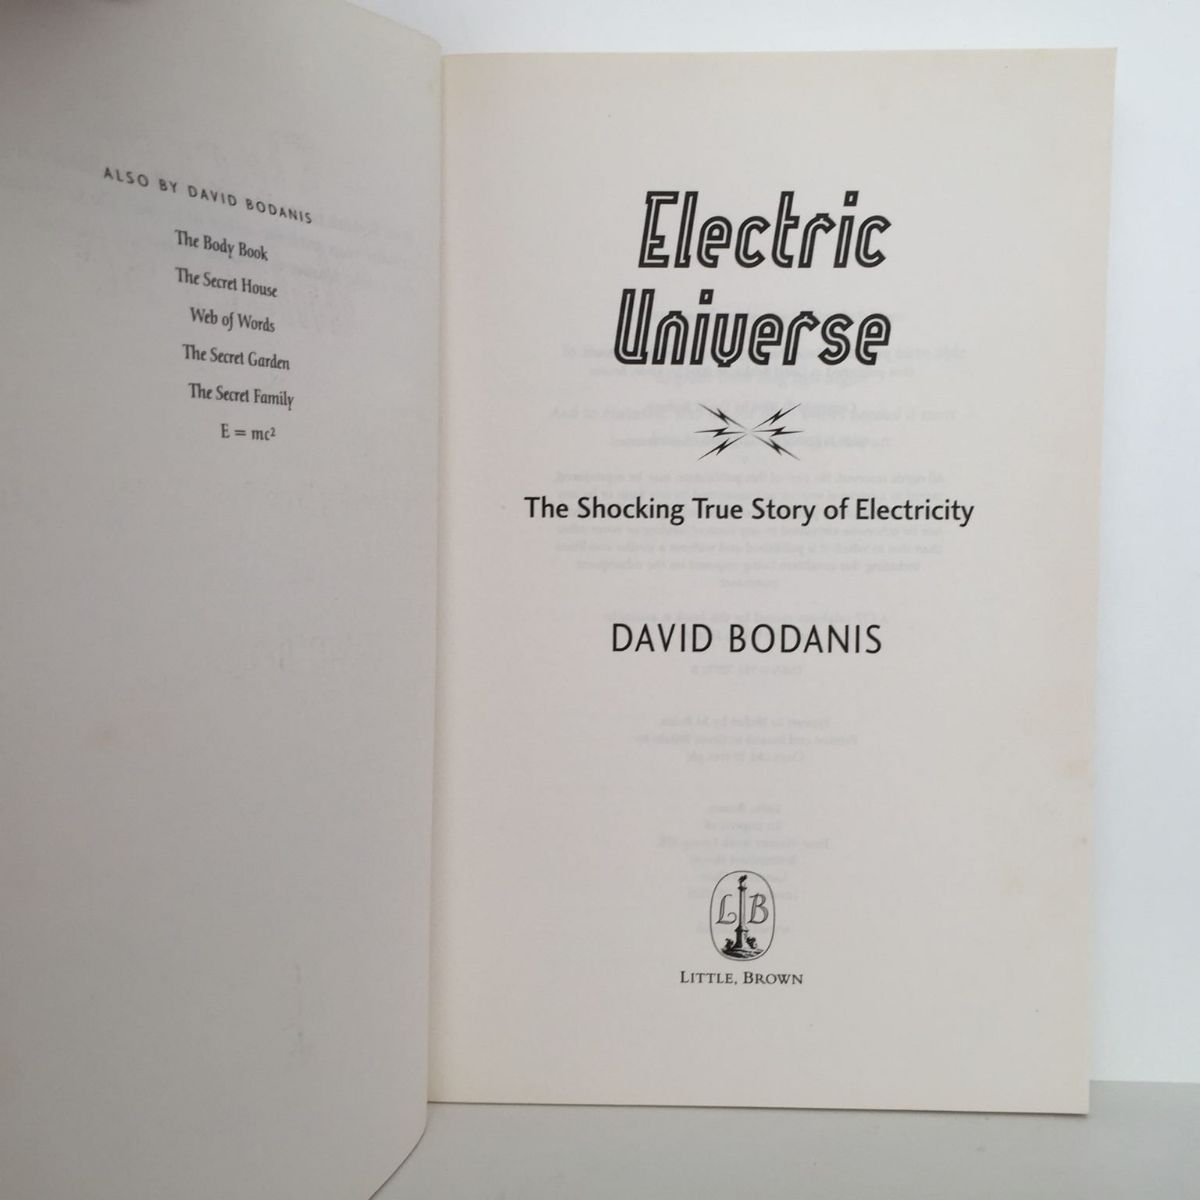 ALSO BY DAVID BODANIS
The Body Book
The Secret House
Web of Words
The Secret Garden
The Secret Family
E = mc²
Electric
Universe
The Shocking True Story of Electricity
DAVID BODANIS
L B
LITTLE, BROWN